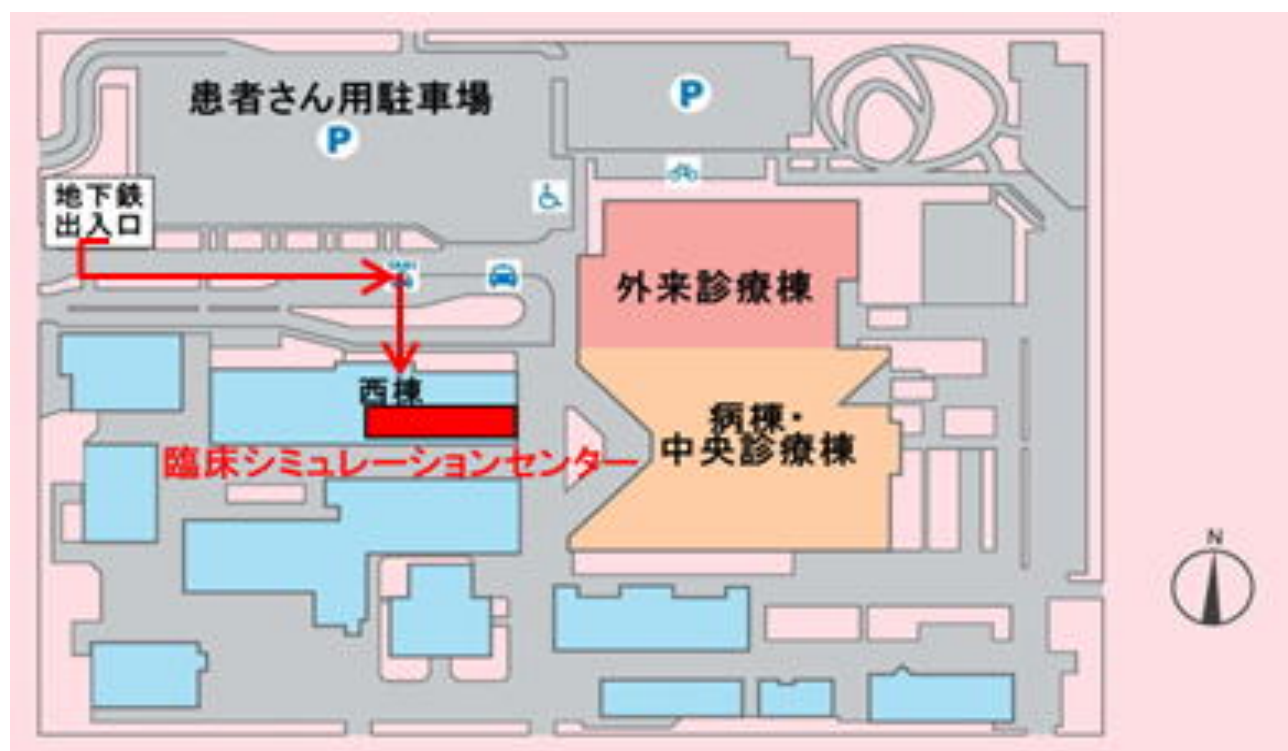 患者さん用駐車場
P
P
地下鉄
出入口
TAXI
外来診療棟
西棟
病棟・
中央診療棟
臨床シミュレーションセンター
N